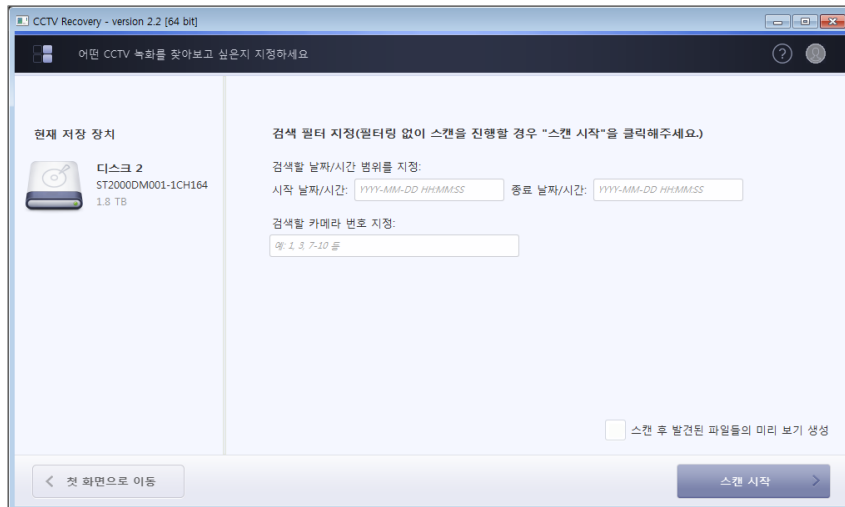 CCTV Recovery - version 2.2 [64 bit]
어떤 CCTV 녹화를 찾아보고 싶은지 지정하세요
현재 저장 장치
디스크 2
ST2000DM001-1CH164
1.8 TB
검색 필터 지정(필터링 없이 스캔을 진행할 경우 "스캔 시작"을 클릭해주세요.)
검색할 날짜/시간 범위를 지정:
시작 날짜/시간: YYYY-MM-DD HH:MM:SS 종료 날짜/시간: YYYY-MM-DD HH:MM:SS
검색할 카메라 번호 지정:
예: 1, 3, 7-10 등
스캔 후 발견된 파일들의 미리 보기 생성
첫 화면으로 이동
스캔 시작